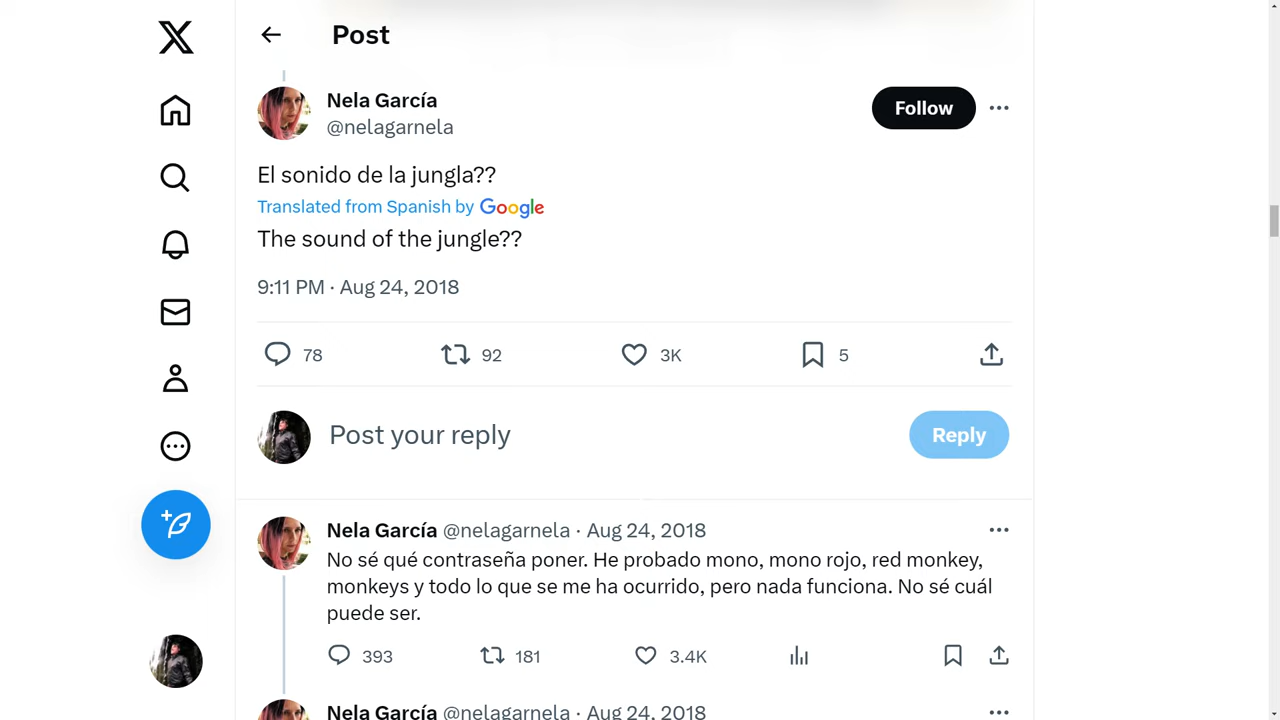 Post
Nela García
@nelagarnela
Follow
El sonido de la jungla??
Translated from Spanish by Google
The sound of the jungle??
9:11 PM · Aug 24, 2018
78 92 3K 5
Post your reply
Reply
Nela García @nelagarnela · Aug 24, 2018
No sé qué contraseña poner. He probado mono, mono rojo, red monkey,
monkeys y todo lo que se me ha ocurrido, pero nada funciona. No sé cuál
puede ser.
393 181 3.4K
Nela García @nelagarnela · Aug 24, 2018